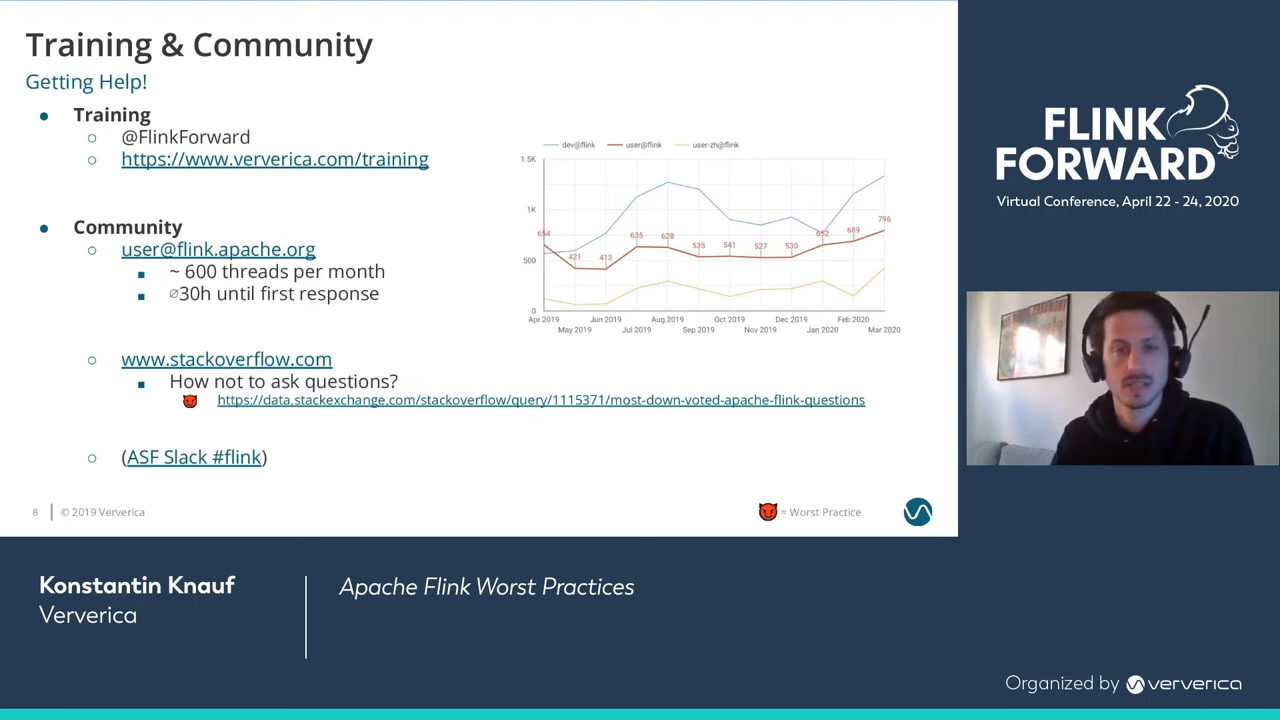 Training & Community
Getting Help!
● Training
○ @FlinkForward
○ https://www.ververica.com/training
● Community
○ user@flink.apache.org
■ ~ 600 threads per month
■ ∅30h until first response
○ www.stackoverflow.com
■ How not to ask questions?
https://data.stackexchange.com/stackoverflow/query/1115371/most-down-voted-apache-flink-questions
○ (ASF Slack #flink)
dev@flink user@flink user-zh@flink
1.5K
1K
500
0
654 421 413 635 628 535 541 527 530 652 689 796
Apr 2019 Jun 2019 Aug 2019 Oct 2019 Dec 2019 Feb 2020
May 2019 Jul 2019 Sep 2019 Nov 2019 Jan 2020 Mar 2020
8 | © 2019 Ververica
= Worst Practice
FLINK
FORWARD
Virtual Conference, April 22 - 24, 2020
Konstantin Knauf
Ververica
Apache Flink Worst Practices
Organized by ververica